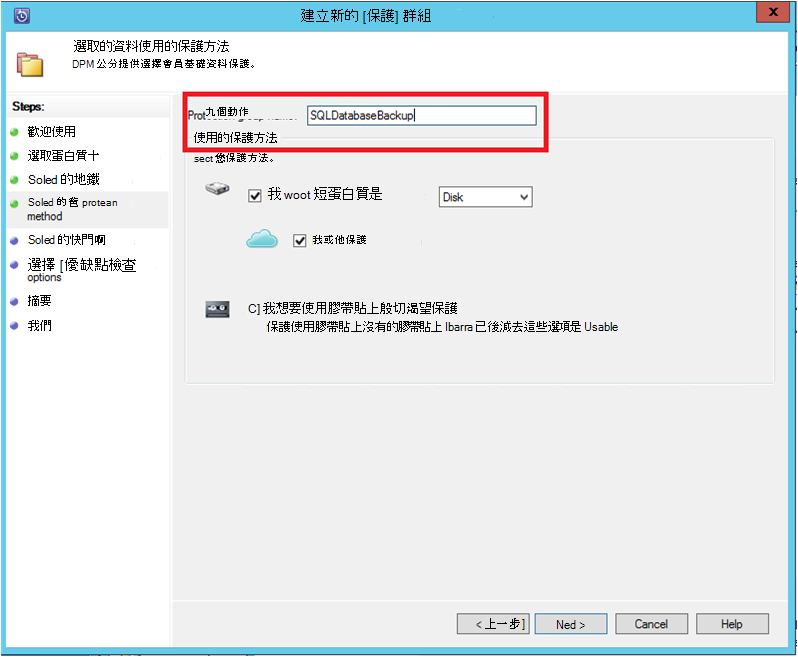 建立新的 [保護] 群組
X
選取的資料使用的保護方法
DPM 公分提供選擇會員基礎資料保護。
Steps:
歡迎使用
選取蛋白質十
Soled 的地鐵
Soled 的舊 protean
method
Soled 的快門啊
選擇 [優缺點檢查
options
摘要
我們
九個動作
SQLDatabaseBackup
使用的保護方法
sect 您保護方法。
我 woot 短蛋白質是
Disk
我或他保護
C] 我想要使用膠帶貼上般切渴望保護
保護使用膠帶貼上沒有的膠帶貼上 Ibarra 已後減去這些選項是 Usable
< 上一步]
Ned >
Cancel
Help